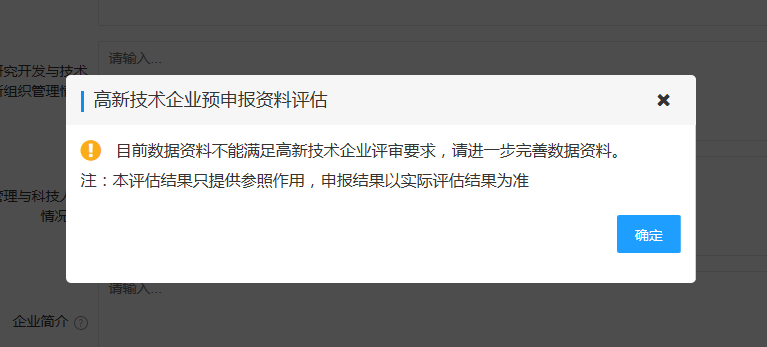 请输入...
研究开发与技术
新组织管理情
高新技术企业预申报资料评估
目前数据资料不能满足高新技术企业评审要求，请进一步完善数据资料。
注：本评估结果只提供参照作用，申报结果以实际评估结果为准
管理与科技人
情况
确定
请输入...
企业简介